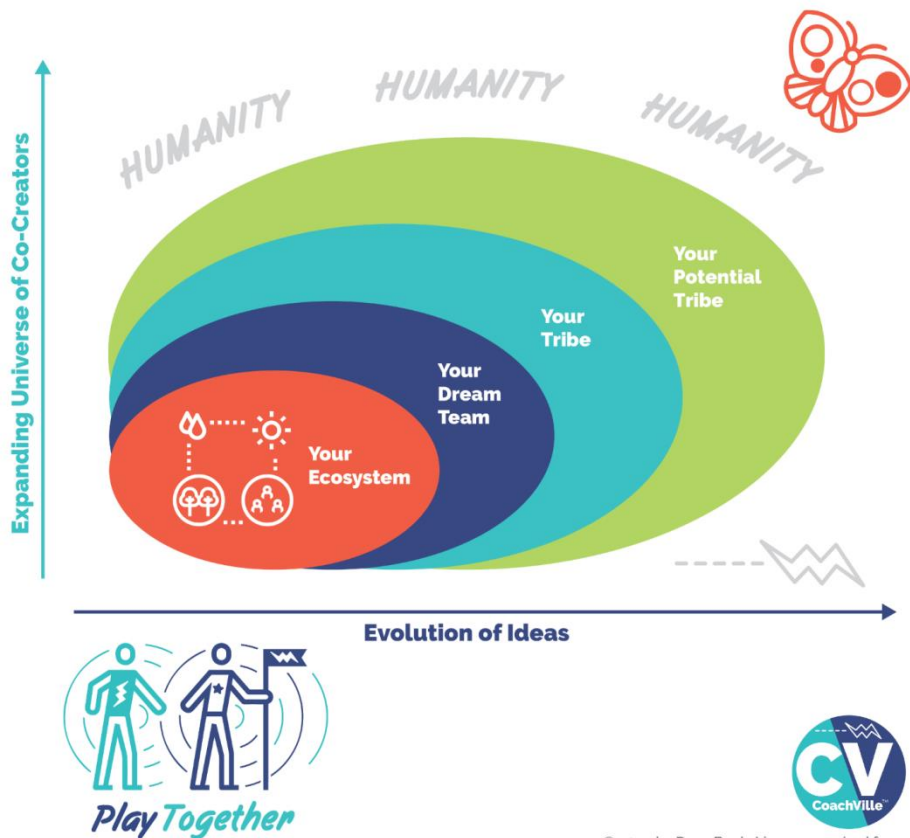 HUMANITY
HUMANITY
HUMANITY
Expanding Universe of Co-Creators
Your
Potential
Tribe
Your
Tribe
Your
Dream
Team
Your
Ecosystem
Evolution of Ideas
Play Together
CV
CoachVille™